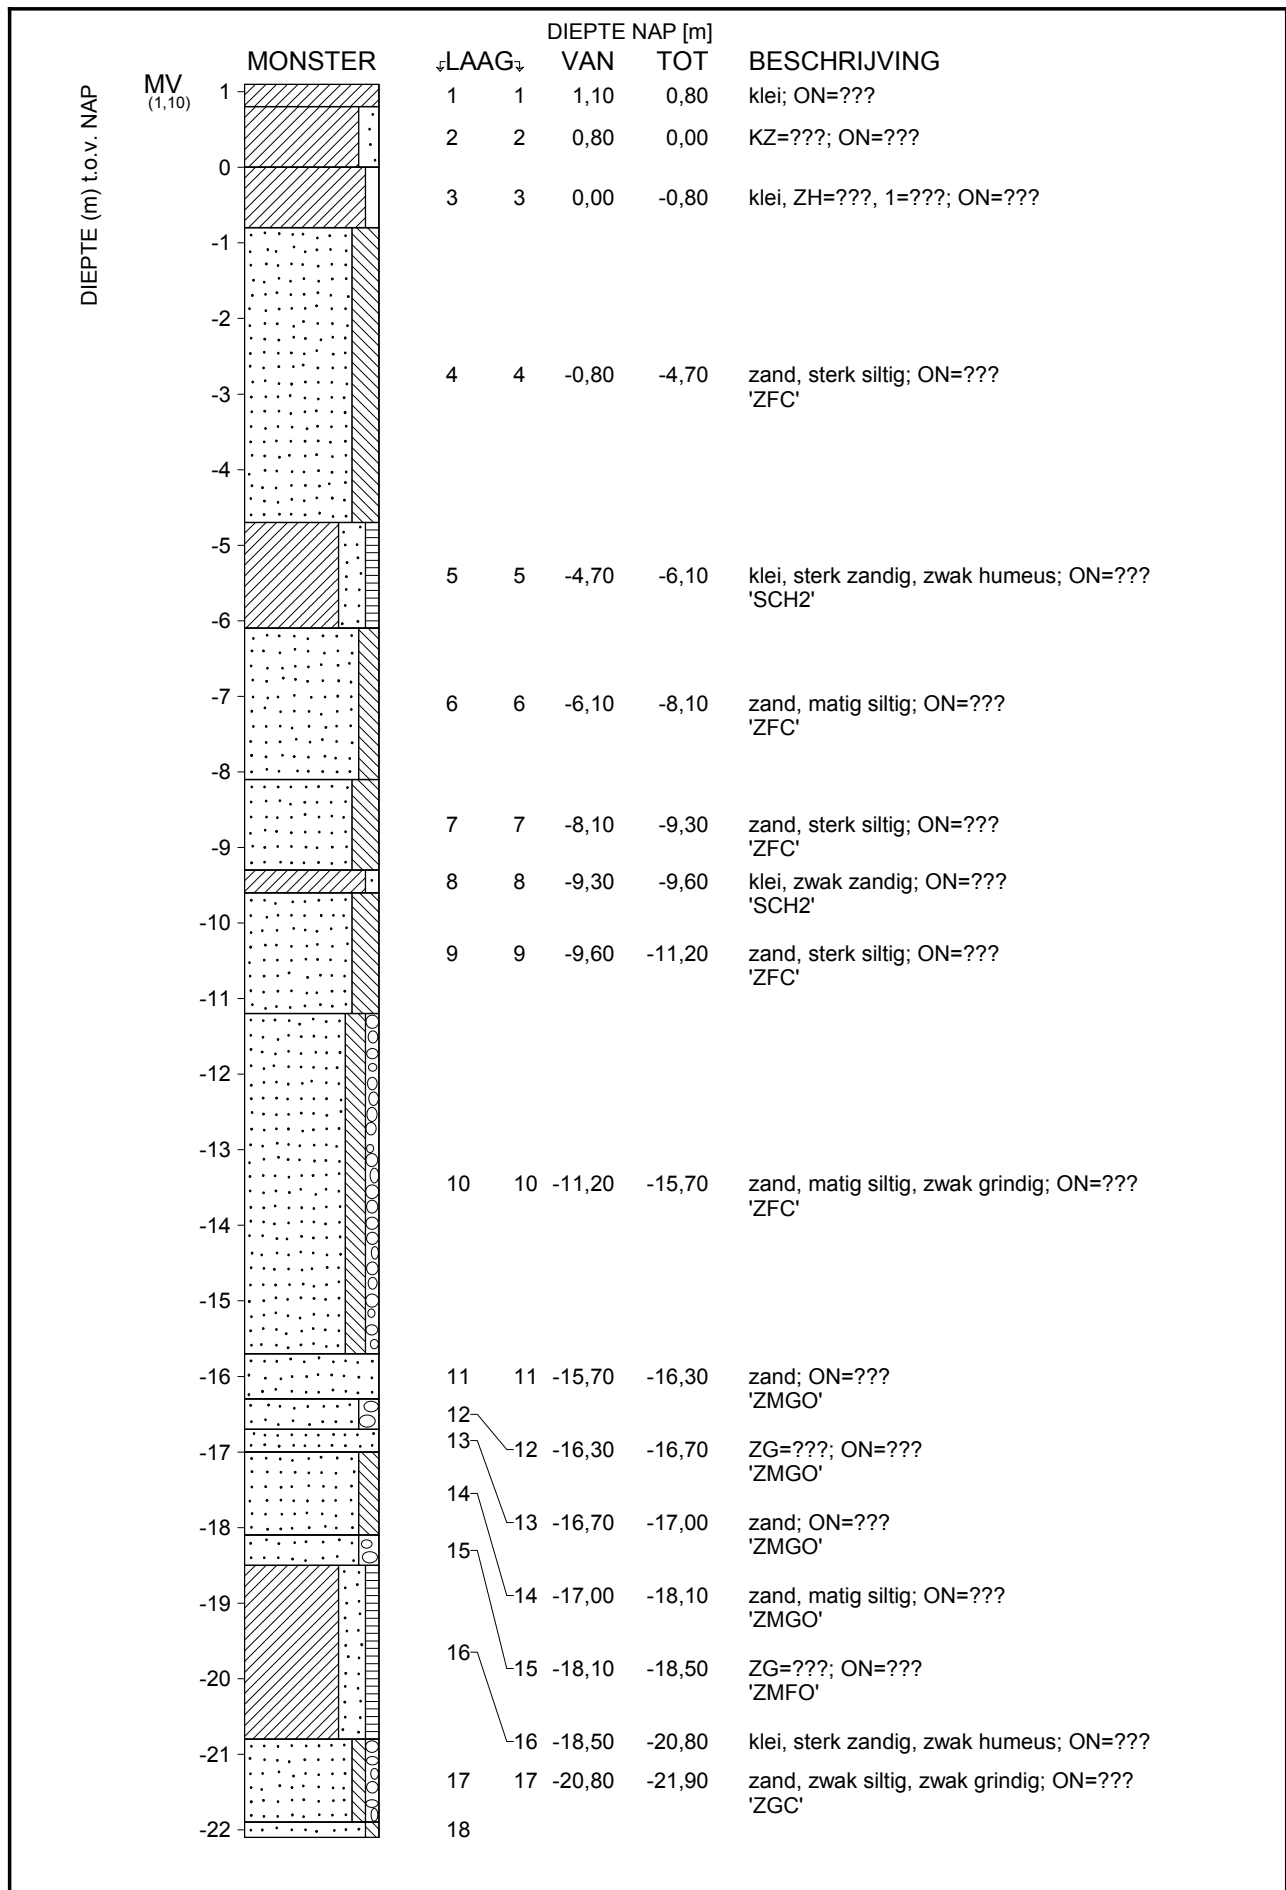 DIEPTE NAP [m]
MONSTER LAAG VAN TOT BESCHRIJVING
MV
(1,10)
DIEPTE (m) t.o.v. NAP
1
1 1 1,10 0,80 klei; ON=???
2 2 0,80 0,00 KZ=???; ON=???
0
3 3 0,00 -0,80 klei, ZH=???, 1=???; ON=???
-1
-2
4 4 -0,80 -4,70 zand, sterk siltig; ON=???
-3
'ZFC'
-4
-5
5 5 -4,70 -6,10 klei, sterk zandig, zwak humeus; ON=???
'SCH2'
-6
-7
6 6 -6,10 -8,10 zand, matig siltig; ON=???
'ZFC'
-8
7 7 -8,10 -9,30 zand, sterk siltig; ON=???
-9
'ZFC'
8 8 -9,30 -9,60 klei, zwak zandig; ON=???
'SCH2'
-10
9 9 -9,60 -11,20 zand, sterk siltig; ON=???
'ZFC'
-11
-12
-13
10 10 -11,20 -15,70 zand, matig siltig, zwak grindig; ON=???
'ZFC'
-14
-15
-16
11 11 -15,70 -16,30 zand; ON=???
'ZMGO'
12
13
-17
12 -16,30 -16,70 ZG=???; ON=???
'ZMGO'
14
-18
13 -16,70 -17,00 zand; ON=???
'ZMGO'
15
-19
14 -17,00 -18,10 zand, matig siltig; ON=???
'ZMGO'
16
-20
15 -18,10 -18,50 ZG=???; ON=???
'ZMFO'
-21
16 -18,50 -20,80 klei, sterk zandig, zwak humeus; ON=???
17 17 -20,80 -21,90 zand, zwak siltig, zwak grindig; ON=???
'ZGC'
-22
18